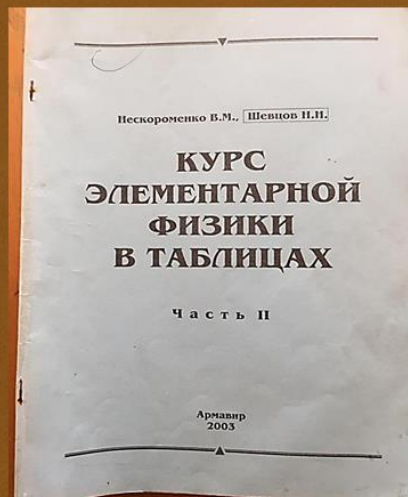 Нескороменко В.М., Шевцов Н.И.
КУРС
ЭЛЕМЕНТАРНОЙ
ФИЗИКИ
В ТАБЛИЦАХ
Часть II
Армавир
2003